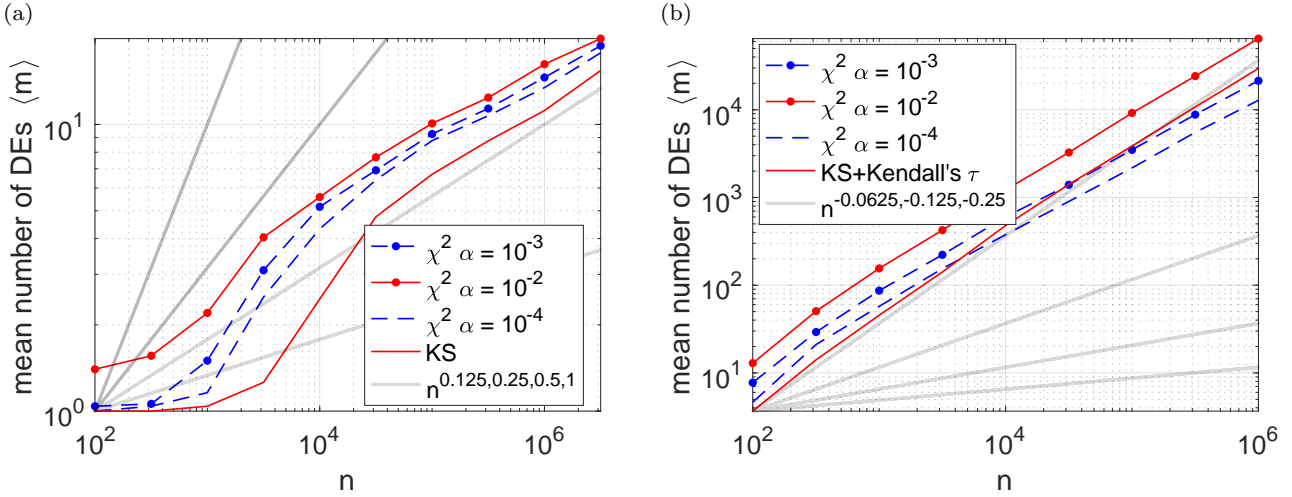 (a)
mean number of DEs ⟨m⟩
10^1
10^0
χ^2 α = 10^-3
χ^2 α = 10^-2
χ^2 α = 10^-4
KS
n^0.125,0.25,0.5,1
10^2
10^4
10^6
n
(b)
mean number of DEs ⟨m⟩
10^4
10^3
10^2
10^1
χ^2 α = 10^-3
χ^2 α = 10^-2
χ^2 α = 10^-4
KS+Kendall's τ
n^-0.0625,-0.125,-0.25
10^2
10^4
10^6
n